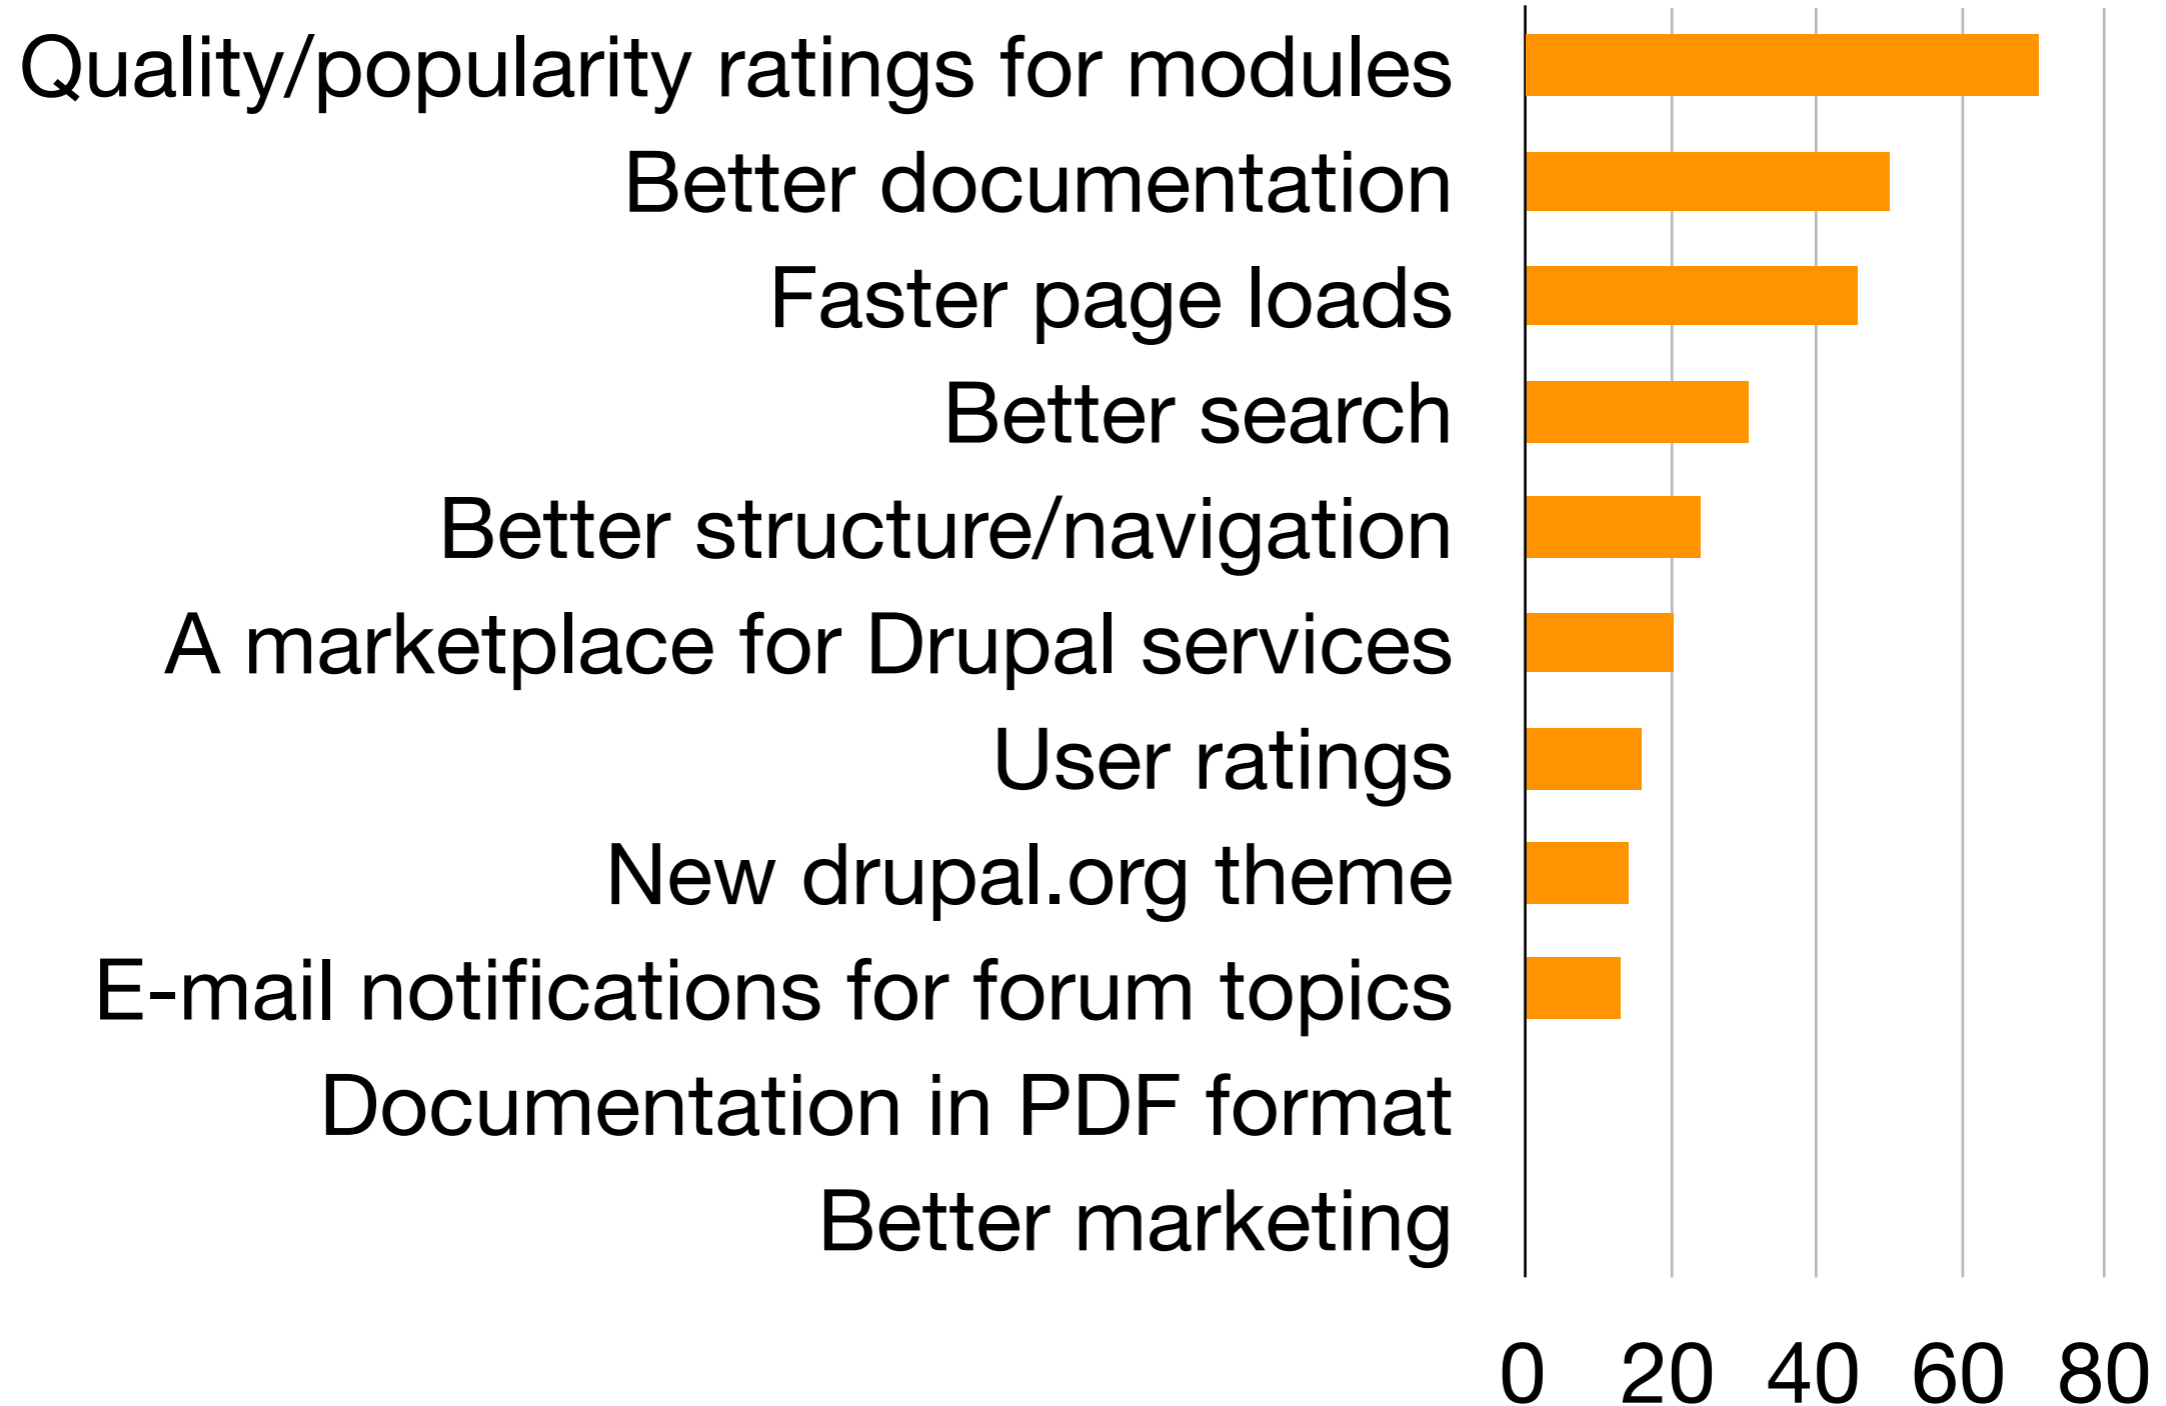 Quality/popularity ratings for modules
Better documentation
Faster page loads
Better search
Better structure/navigation
A marketplace for Drupal services
User ratings
New drupal.org theme
E-mail notifications for forum topics
Documentation in PDF format
Better marketing
0 20 40 60 80